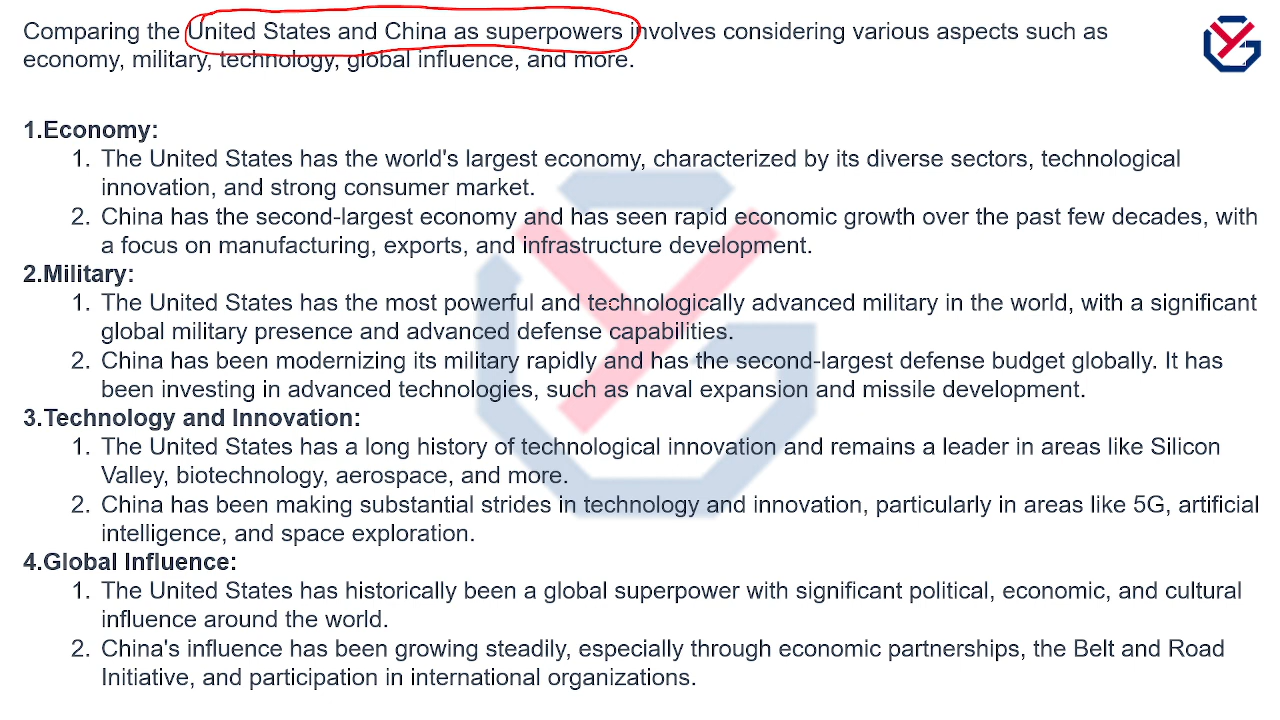 Comparing the United States and China as superpowers involves considering various aspects such as
economy, military, technology, global influence, and more.
1.Economy:
1. The United States has the world's largest economy, characterized by its diverse sectors, technological
innovation, and strong consumer market.
2. China has the second-largest economy and has seen rapid economic growth over the past few decades, with
a focus on manufacturing, exports, and infrastructure development.
2.Military:
1. The United States has the most powerful and technologically advanced military in the world, with a significant
global military presence and advanced defense capabilities.
2. China has been modernizing its military rapidly and has the second-largest defense budget globally. It has
been investing in advanced technologies, such as naval expansion and missile development.
3.Technology and Innovation:
1. The United States has a long history of technological innovation and remains a leader in areas like Silicon
Valley, biotechnology, aerospace, and more.
2. China has been making substantial strides in technology and innovation, particularly in areas like 5G, artificial
intelligence, and space exploration.
4.Global Influence:
1. The United States has historically been a global superpower with significant political, economic, and cultural
influence around the world.
2. China's influence has been growing steadily, especially through economic partnerships, the Belt and Road
Initiative, and participation in international organizations.